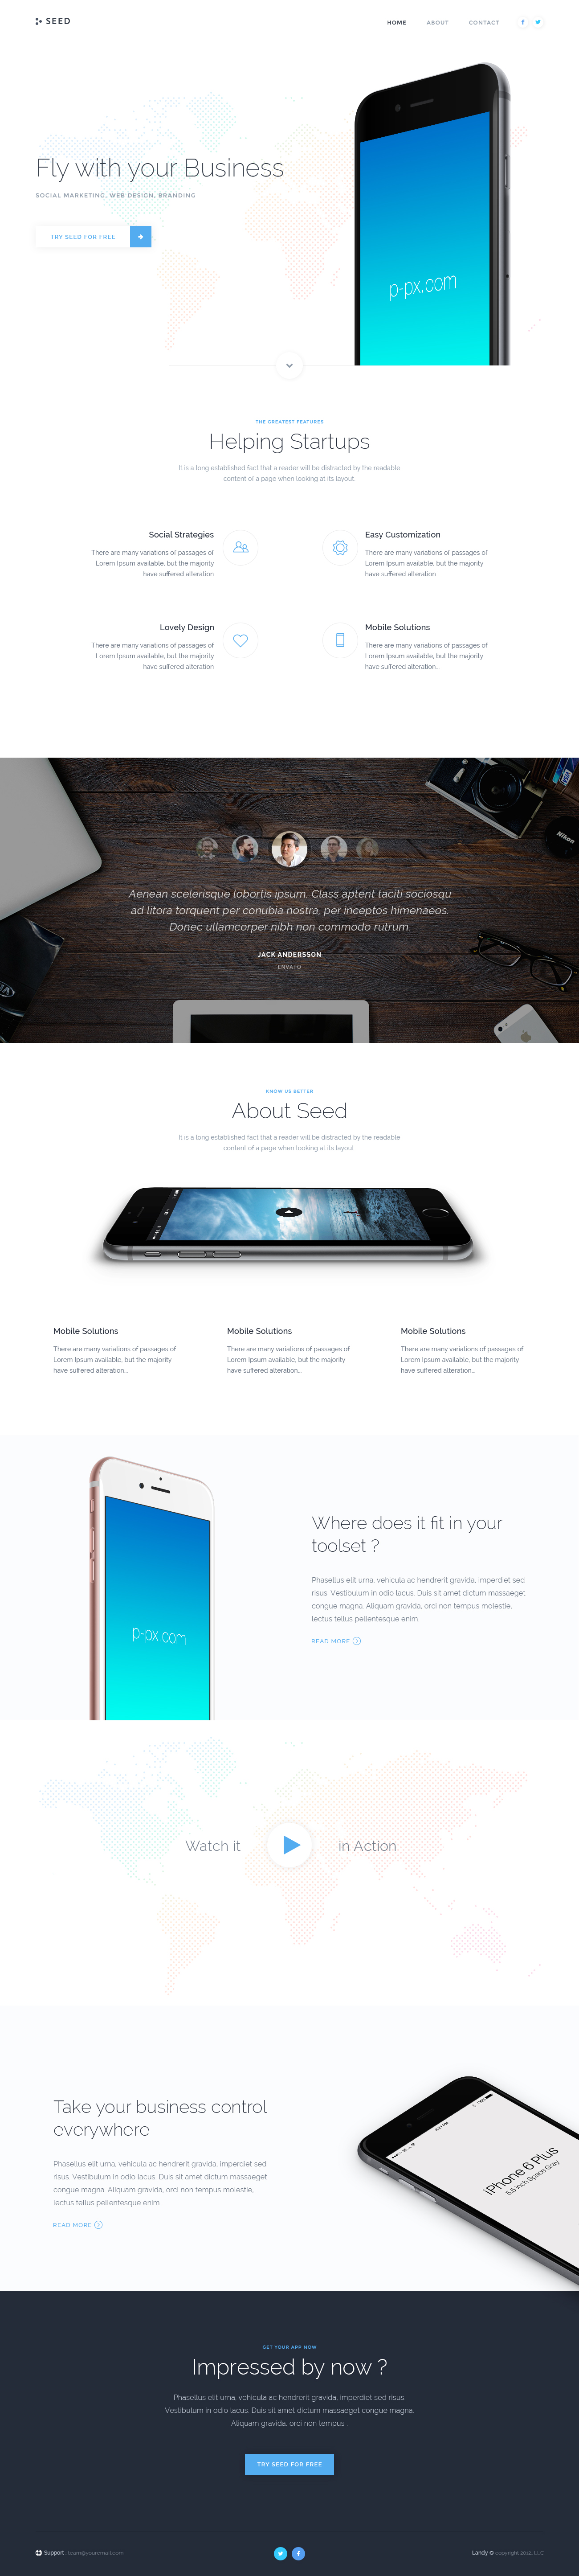 SEED
HOME ABOUT CONTACT
Fly with your Business
SOCIAL MARKETING, WEB DESIGN, BRANDING
TRY SEED FOR FREE
p-px.com
THE GREATEST FEATURES
Helping Startups
It is a long established fact that a reader will be distracted by the readable
content of a page when looking at its layout.
Social Strategies
There are many variations of passages of
Lorem Ipsum available, but the majority
have suffered alteration
Easy Customization
There are many variations of passages of
Lorem Ipsum available, but the majority
have suffered alteration...
Lovely Design
There are many variations of passages of
Lorem Ipsum available, but the majority
have suffered alteration
Mobile Solutions
There are many variations of passages of
Lorem Ipsum available, but the majority
have suffered alteration...
Nikon
Aenean scelerisque lobortis ipsum. Class aptent taciti sociosqu
ad litora torquent per conubia nostra, per inceptos himenaeos.
Donec ullamcorper nibh non commodo rutrum.
JACK ANDERSSON
ENVATO
KNOW US BETTER
About Seed
It is a long established fact that a reader will be distracted by the readable
content of a page when looking at its layout.
Mobile Solutions
There are many variations of passages of
Lorem Ipsum available, but the majority
have suffered alteration...
Mobile Solutions
There are many variations of passages of
Lorem Ipsum available, but the majority
have suffered alteration...
Mobile Solutions
There are many variations of passages of
Lorem Ipsum available, but the majority
have suffered alteration...
p-px.com
Where does it fit in your
toolset ?
Phasellus elit urna, vehicula ac hendrerit gravida, imperdiet sed
risus. Vestibulum in odio lacus. Duis sit amet dictum massaeget
congue magna. Aliquam gravida, orci non tempus molestie,
lectus tellus pellentesque enim.
READ MORE
Watch it in Action
Take your business control
everywhere
Phasellus elit urna, vehicula ac hendrerit gravida, imperdiet sed
risus. Vestibulum in odio lacus. Duis sit amet dictum massaeget
congue magna. Aliquam gravida, orci non tempus molestie,
lectus tellus pellentesque enim.
READ MORE
4:21 PM
iPhone 6 Plus
5.5 inch Space Gray
GET YOUR APP NOW
Impressed by now ?
Phasellus elit urna, vehicula ac hendrerit gravida, imperdiet sed risus.
Vestibulum in odio lacus. Duis sit amet dictum massaeget congue magna.
Aliquam gravida, orci non tempus
TRY SEED FOR FREE
Support : team@youremail.com
Landy © copyright 2012, LLC